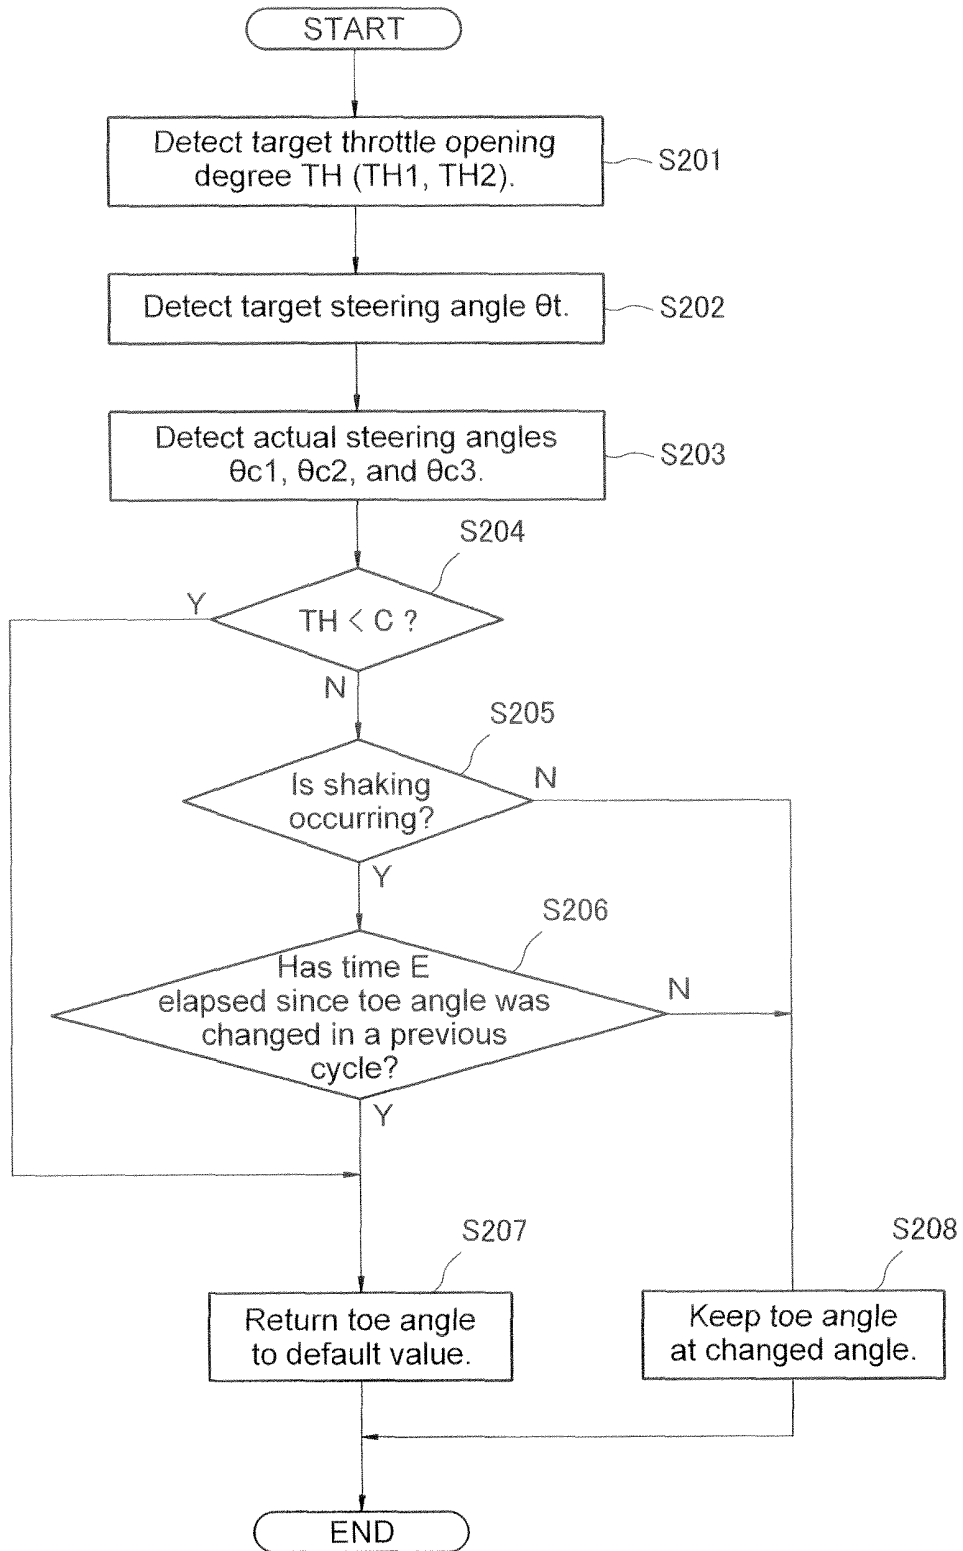 START
Detect target throttle opening
degree TH (TH1, TH2).
S201
Detect target steering angle θt.
S202
Detect actual steering angles
θc1, θc2, and θc3.
S203
S204
Y
TH < C ?
N
S205
Is shaking
occurring?
N
Y
S206
Has time E
elapsed since toe angle was
changed in a previous
cycle?
N
Y
S207
Return toe angle
to default value.
S208
Keep toe angle
at changed angle.
END